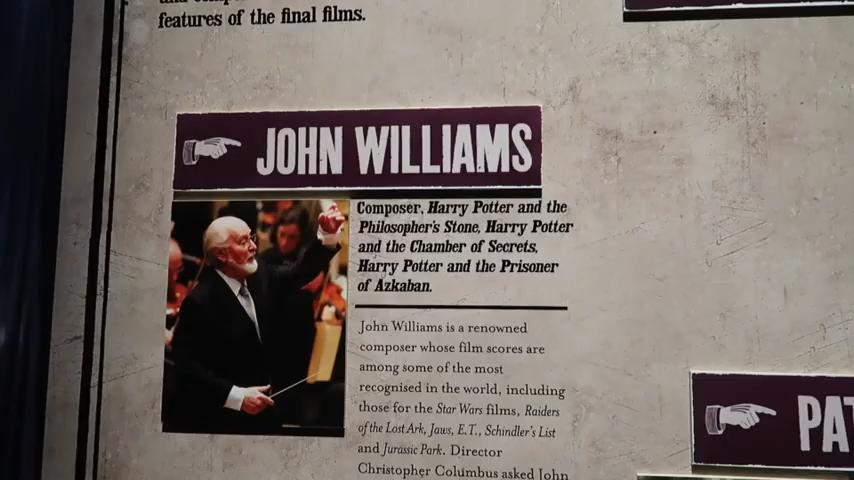 features of the final films.
JOHN WILLIAMS
Composer, Harry Potter and the
Philosopher's Stone, Harry Potter
and the Chamber of Secrets,
Harry Potter and the Prisoner
of Azkaban.
John Williams is a renowned
composer whose film scores are
among some of the most
recognised in the world, including
those for the Star Wars films, Raiders
of the Lost Ark, Jaws, E.T., Schindler's List
and Jurassic Park. Director
Christopher Columbus asked John
PAT